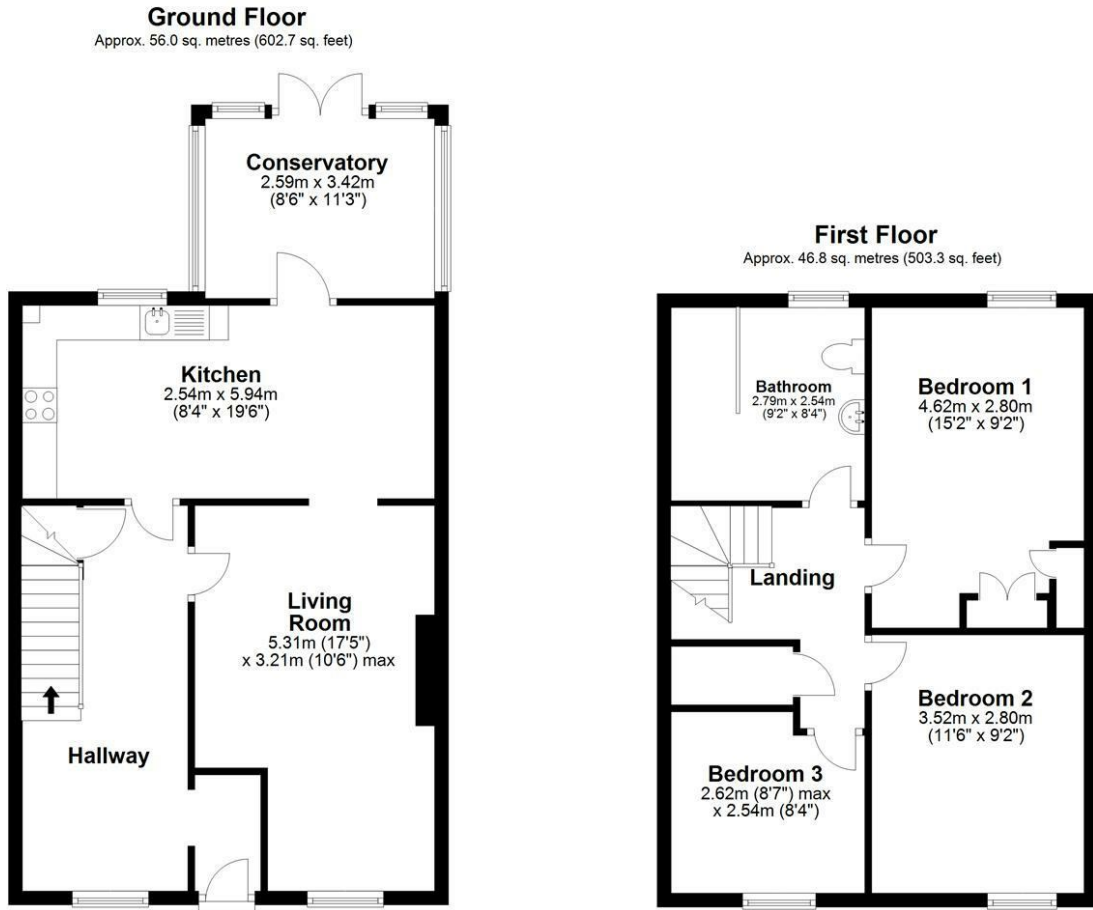 Ground Floor
Approx. 56.0 sq. metres (602.7 sq. feet)
Conservatory
2.59m x 3.42m
(8'6" x 11'3")
Kitchen
2.54m x 5.94m
(8'4" x 19'6")
Living
Room
5.31m (17'5")
x 3.21m (10'6") max
Hallway
First Floor
Approx. 46.8 sq. metres (503.3 sq. feet)
Bathroom
2.79m x 2.54m
(9'2" x 8'4")
Bedroom 1
4.62m x 2.80m
(15'2" x 9'2")
Landing
Bedroom 2
3.52m x 2.80m
(11'6" x 9'2")
Bedroom 3
2.62m (8'7") max
x 2.54m (8'4")